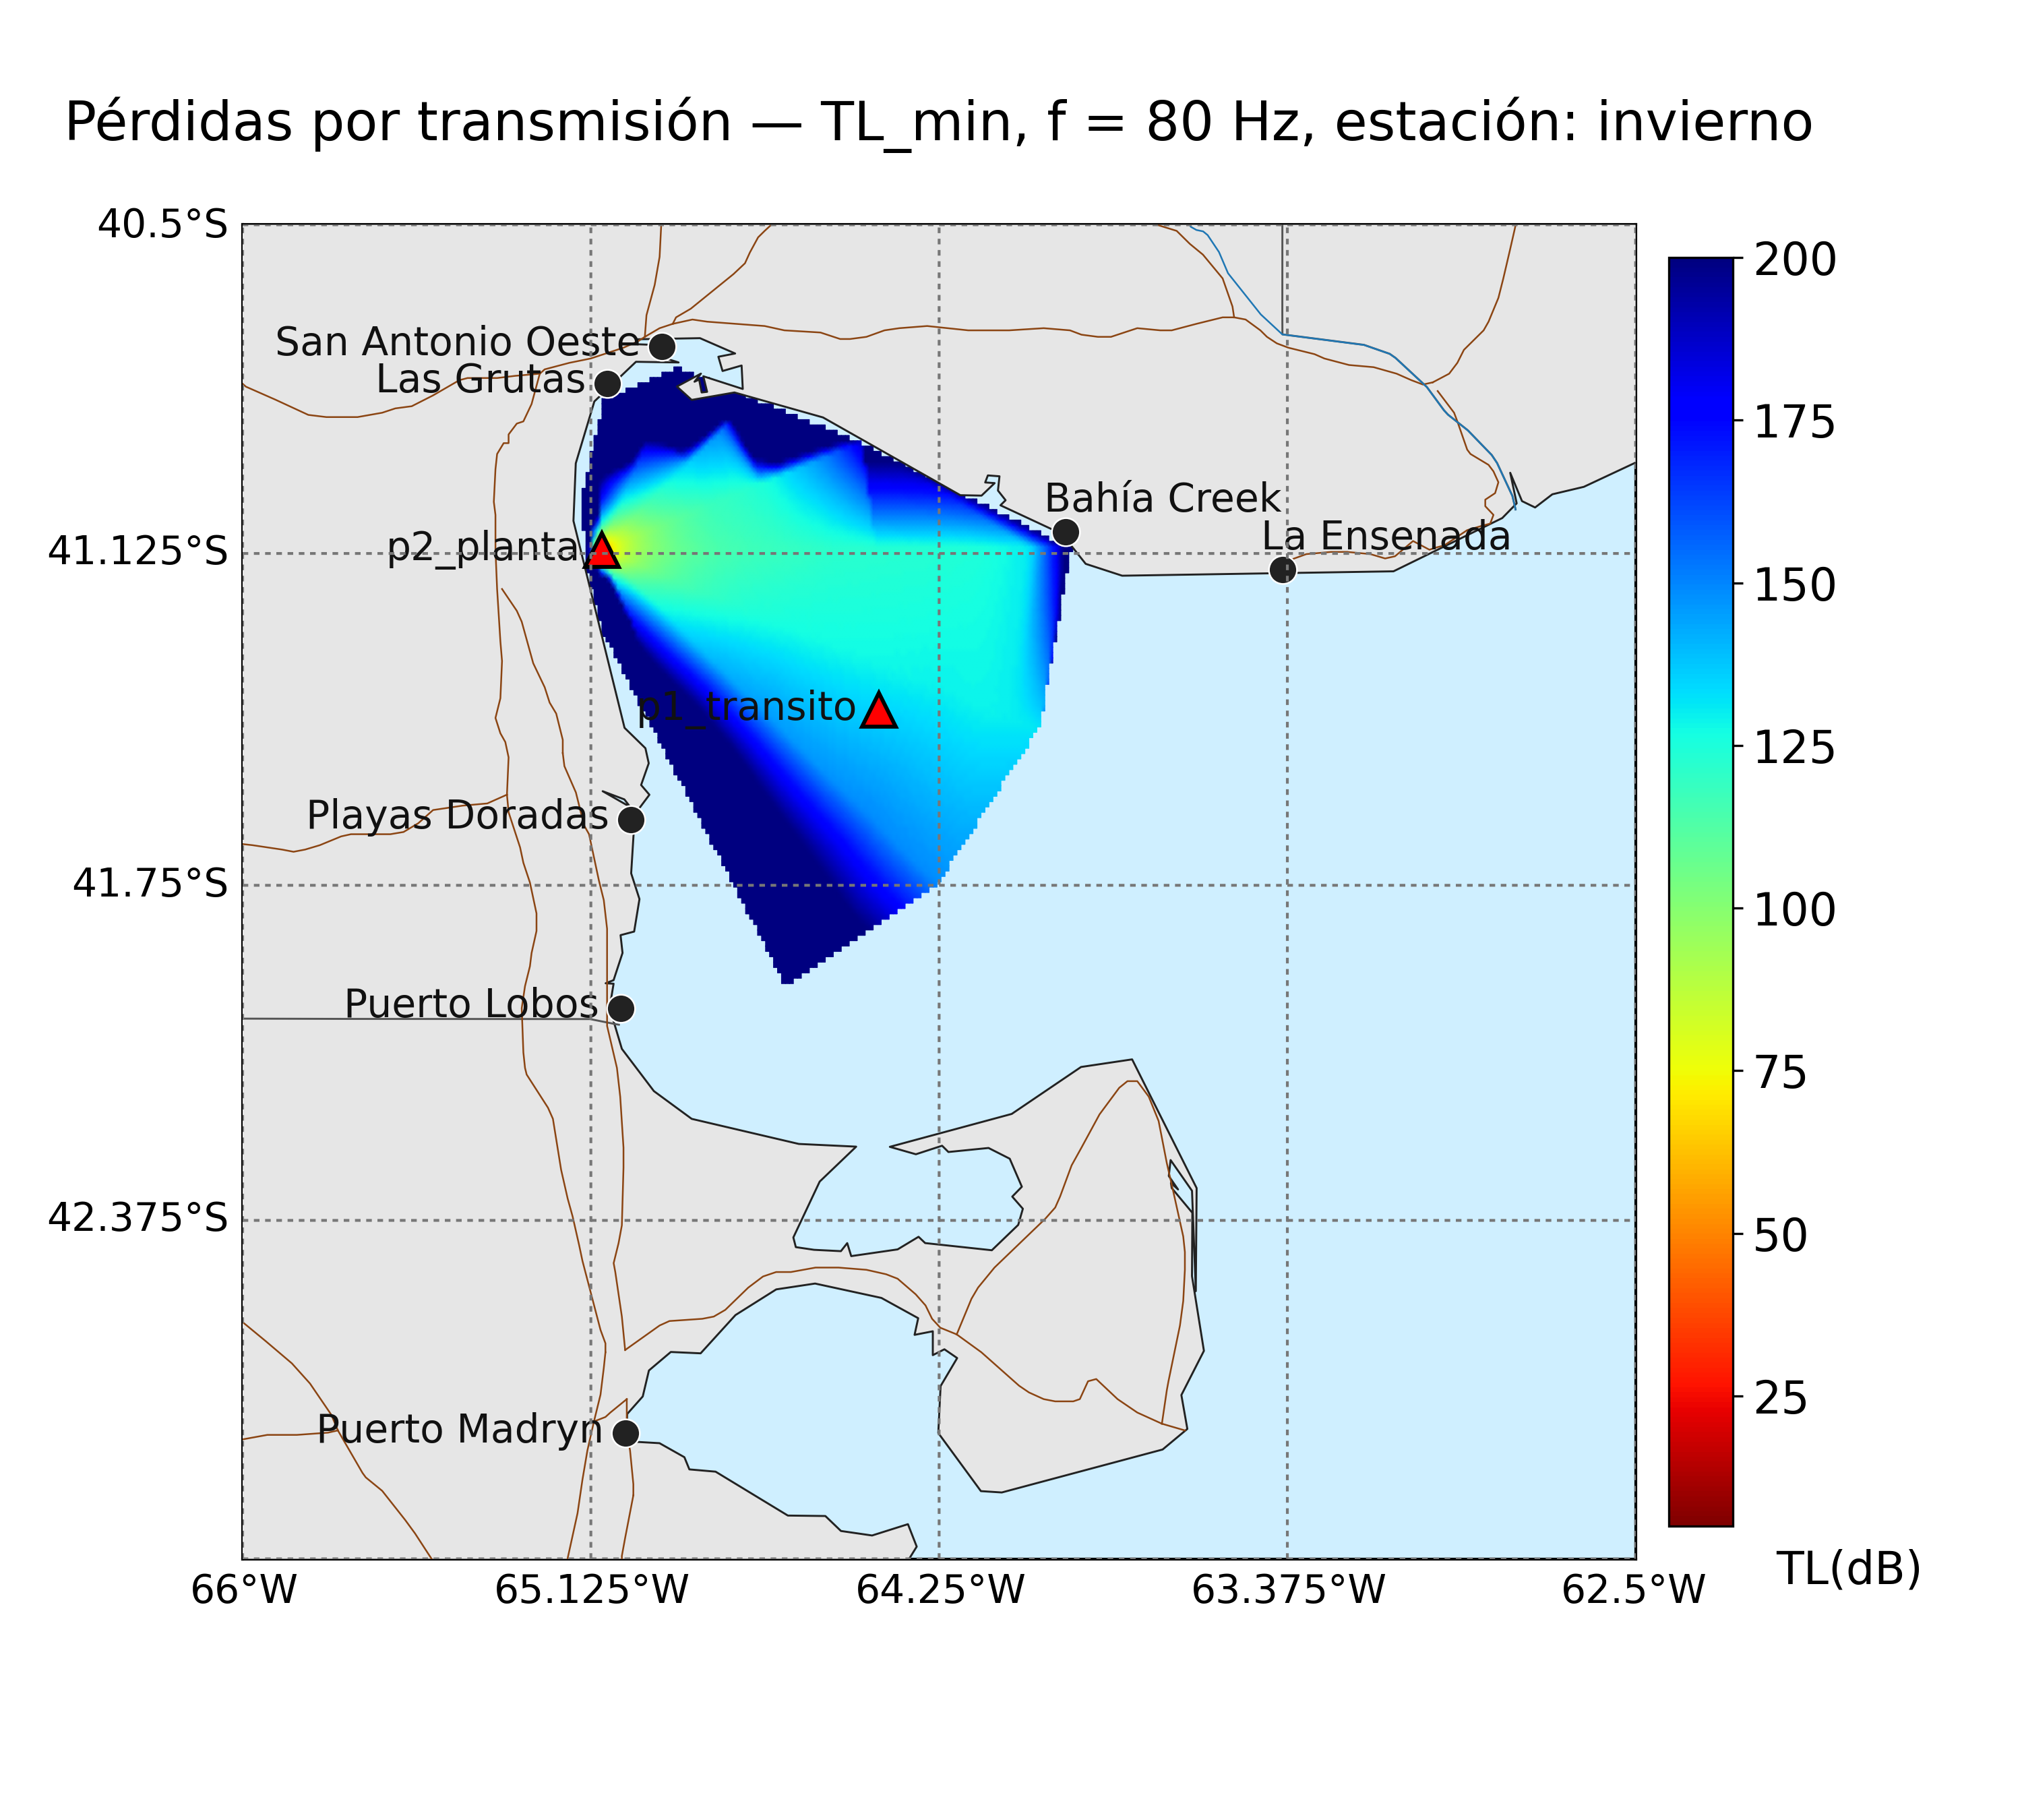 Pérdidas por transmisión — TL_min, f = 80 Hz, estación: invierno
40.5°S
200
San Antonio Oeste
Las Grutas
175
Bahía Creek
La Ensenada
p2_planta
41.125°S
150
p1_transito
125
Playas Doradas
41.75°S
100
Puerto Lobos
75
42.375°S
50
25
Puerto Madryn
TL(dB)
66°W
65.125°W
64.25°W
63.375°W
62.5°W